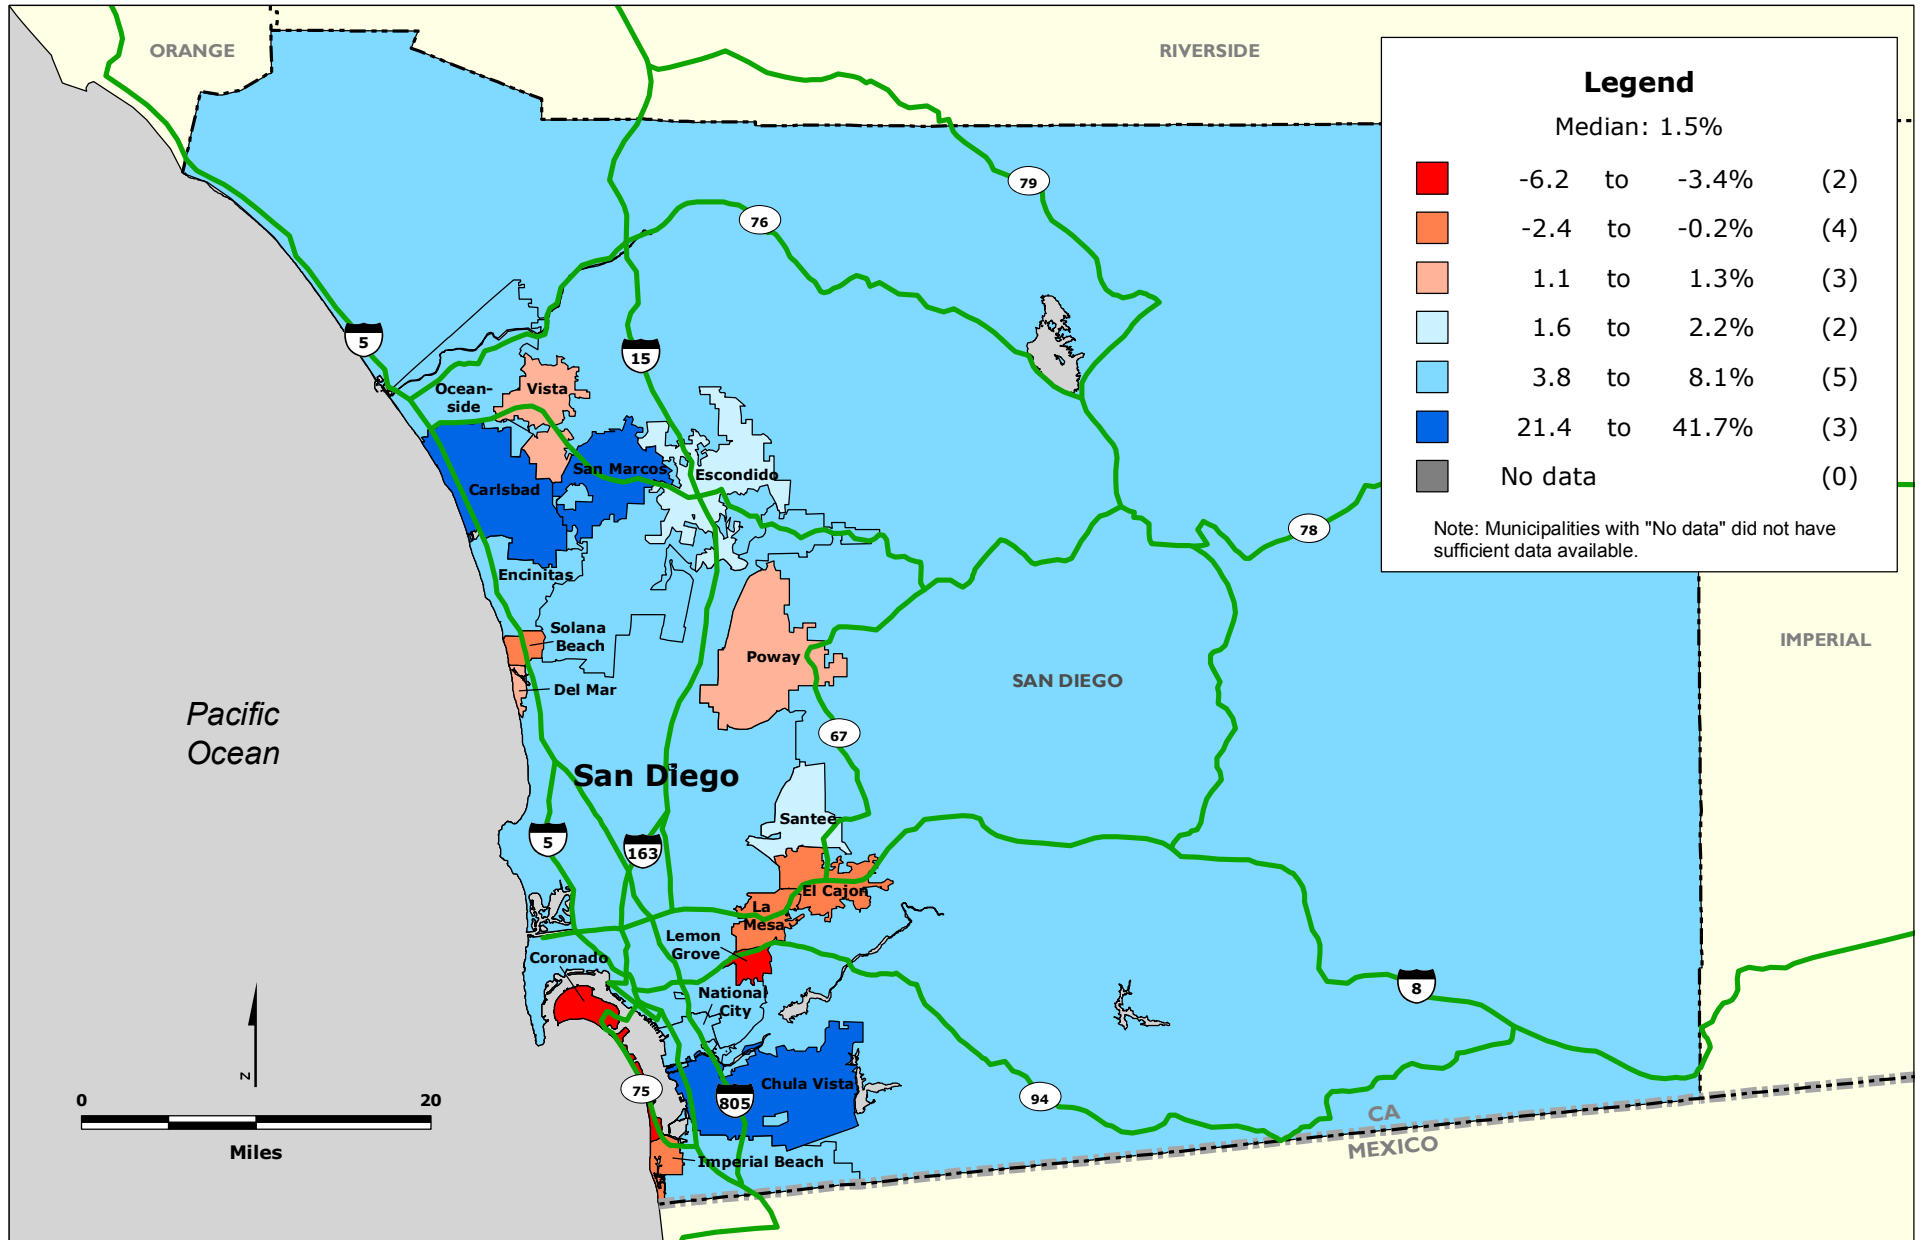 ORANGE
RIVERSIDE
Legend
Median: 1.5%
-6.2 to -3.4% (2)
-2.4 to -0.2% (4)
1.1 to 1.3% (3)
1.6 to 2.2% (2)
3.8 to 8.1% (5)
21.4 to 41.7% (3)
No data (0)
Note: Municipalities with "No data" did not have
sufficient data available.
79
76
5
15
Ocean-
side
Vista
San Marcos
Escondido
Carlsbad
78
Encinitas
Solana
Beach
Poway
Del Mar
SAN DIEGO
IMPERIAL
Pacific
Ocean
67
San Diego
Santee
5
163
El Cajon
La
Mesa
Lemon
Grove
Coronado
National
City
8
Chula Vista
75
805
94
Imperial Beach
CA
MEXICO
z
0 20
Miles